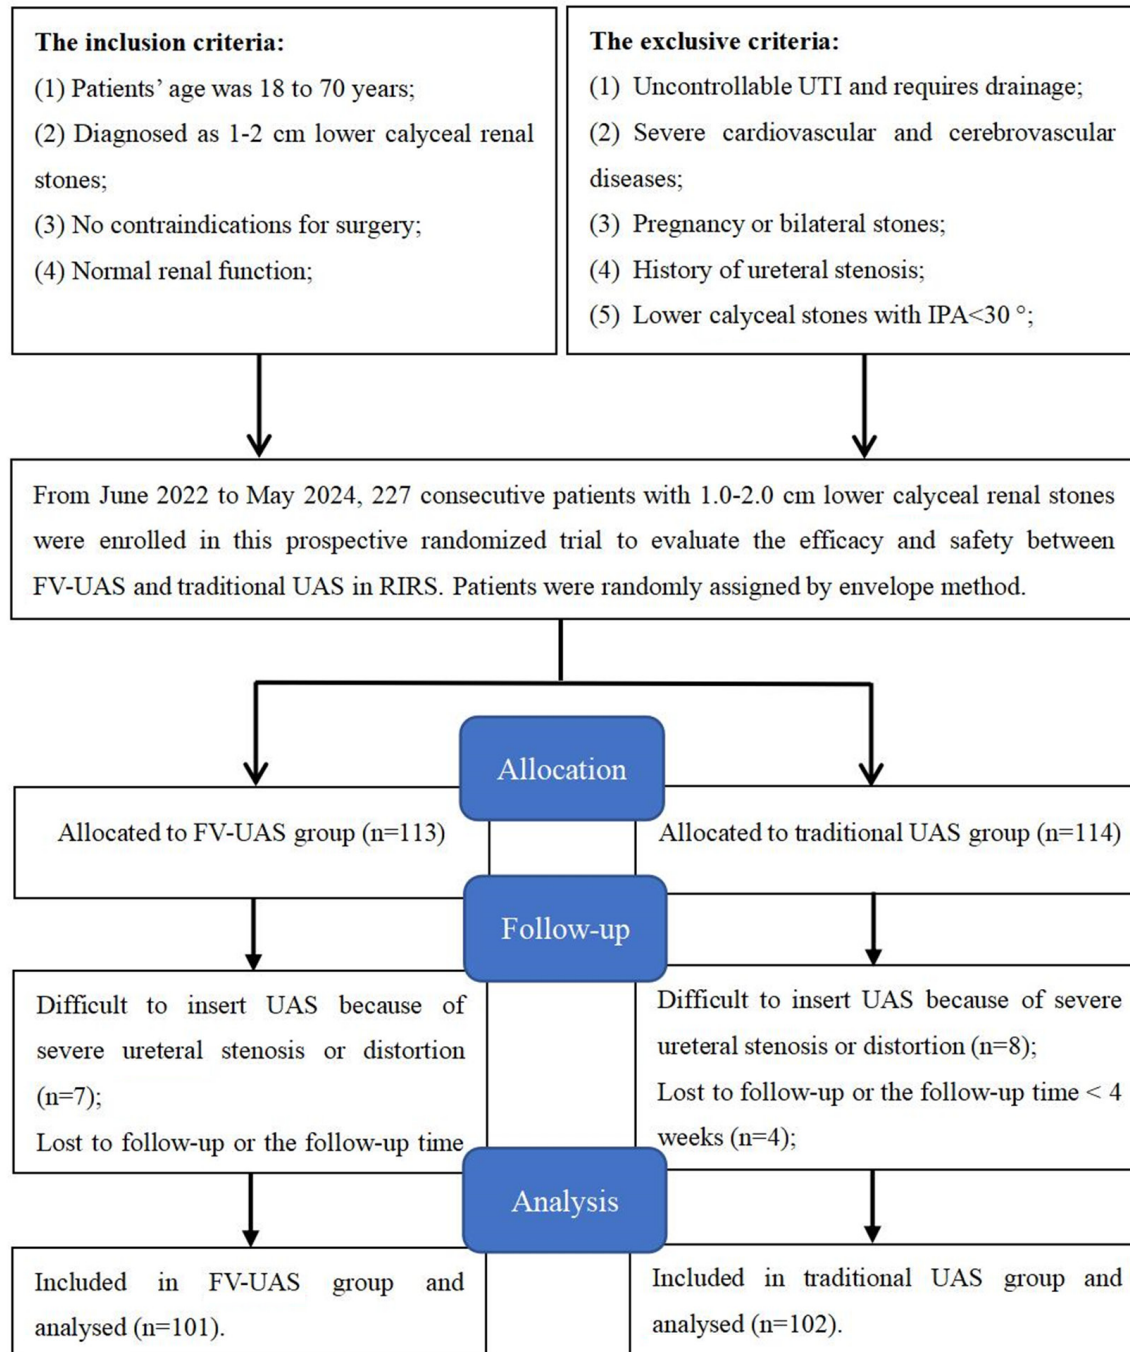 The inclusion criteria:
(1) Patients’ age was 18 to 70 years;
(2) Diagnosed as 1-2 cm lower calyceal renal
stones;
(3) No contraindications for surgery;
(4) Normal renal function;
The exclusive criteria:
(1) Uncontrollable UTI and requires drainage;
(2) Severe cardiovascular and cerebrovascular
diseases;
(3) Pregnancy or bilateral stones;
(4) History of ureteral stenosis;
(5) Lower calyceal stones with IPA<30 °;
From June 2022 to May 2024, 227 consecutive patients with 1.0-2.0 cm lower calyceal renal stones
were enrolled in this prospective randomized trial to evaluate the efficacy and safety between
FV-UAS and traditional UAS in RIRS. Patients were randomly assigned by envelope method.
Allocation
Allocated to FV-UAS group (n=113)
Allocated to traditional UAS group (n=114)
Follow-up
Difficult to insert UAS because of
severe ureteral stenosis or distortion
(n=7);
Lost to follow-up or the follow-up time
Difficult to insert UAS because of severe
ureteral stenosis or distortion (n=8);
Lost to follow-up or the follow-up time < 4
weeks (n=4);
Analysis
Included in FV-UAS group and
analysed (n=101).
Included in traditional UAS group and
analysed (n=102).